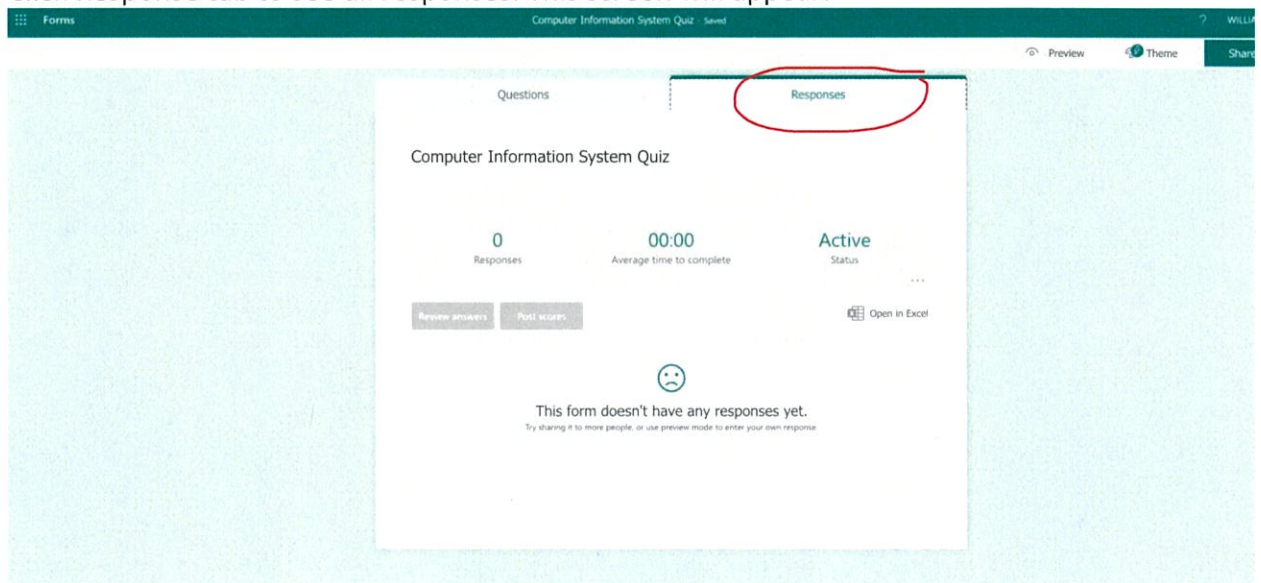 Forms
Computer Information System Quiz - Saved
?
Preview
Theme
Share
Questions
Responses
Computer Information System Quiz
0
00:00
Active
Responses
Average time to complete
Status
...
Review answers
Post scores
Open in Excel
This form doesn't have any responses yet.
Try sharing it to more people, or use preview mode to enter your own response.